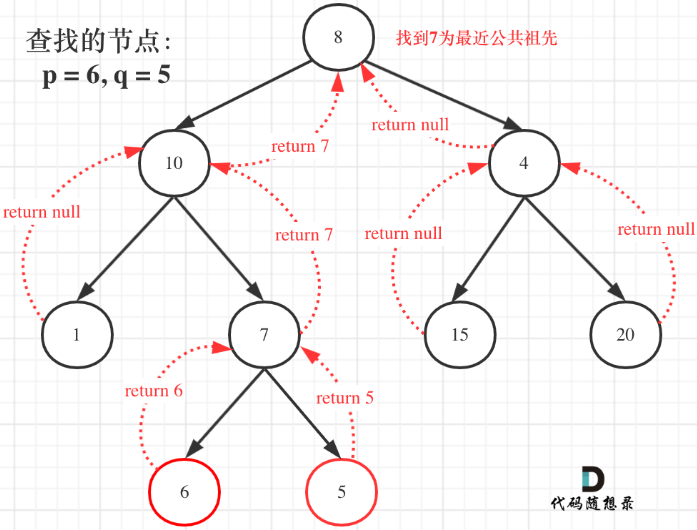 查找的节点:
p = 6, q = 5
8
找到7为最近公共祖先
return null
return 7
10
4
return null
return 7
return null
return null
1
7
15
20
return 6
return 5
6
5
代码随想录